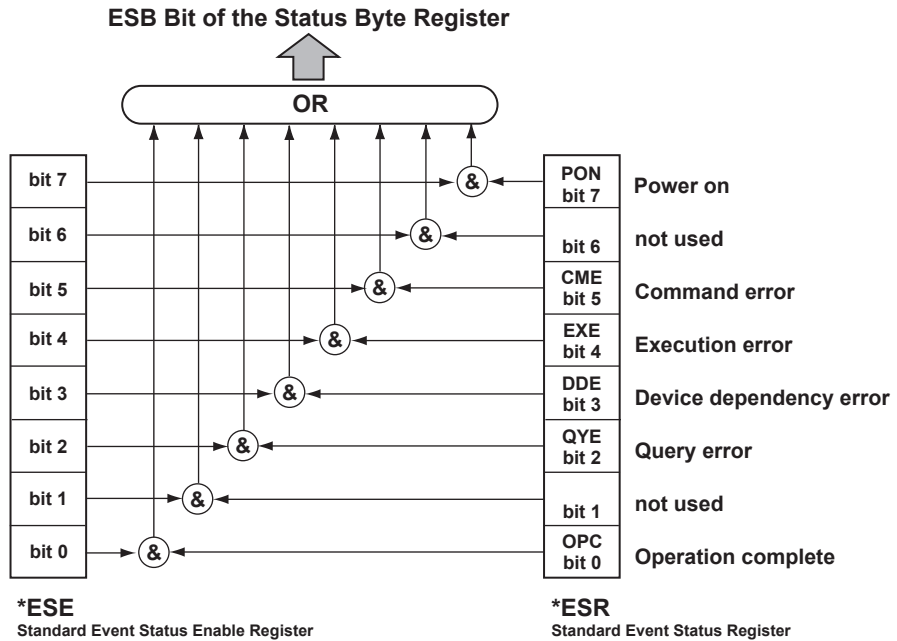 ESB Bit of the Status Byte Register
OR
bit 7
&
PON
bit 7
Power on
bit 6
&
bit 6
not used
bit 5
&
CME
bit 5
Command error
bit 4
&
EXE
bit 4
Execution error
bit 3
&
DDE
bit 3
Device dependency error
bit 2
&
QYE
bit 2
Query error
bit 1
&
bit 1
not used
bit 0
&
OPC
bit 0
Operation complete
*ESE
Standard Event Status Enable Register
*ESR
Standard Event Status Register